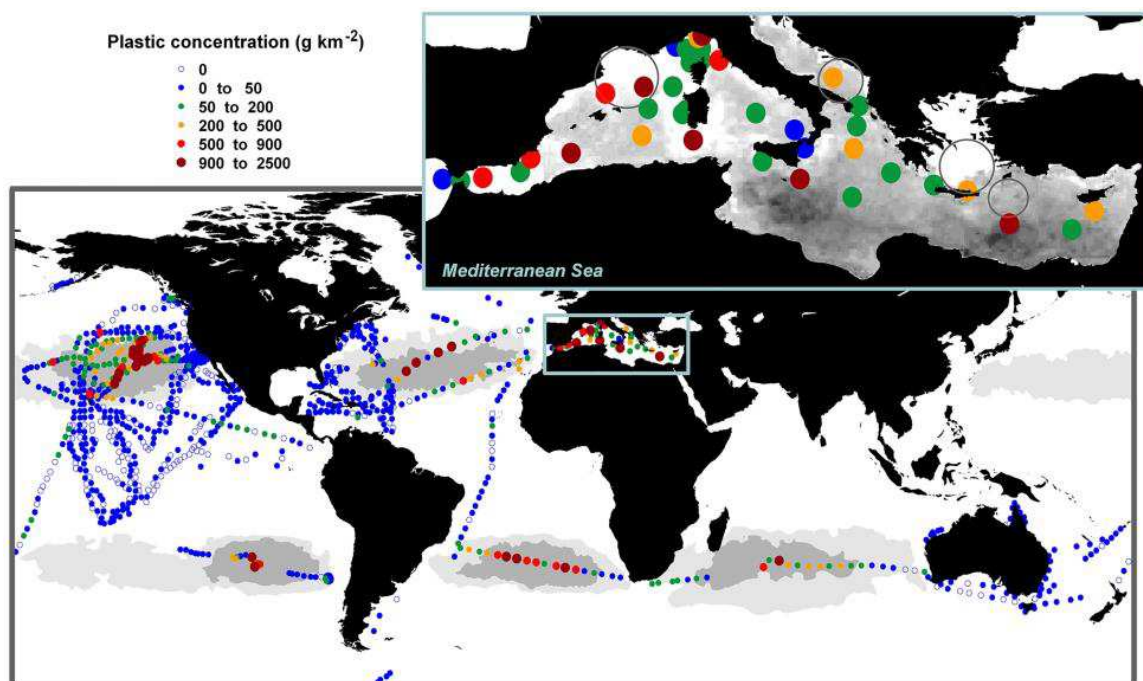 Plastic concentration (g km⁻²)
0
0 to 50
50 to 200
200 to 500
500 to 900
900 to 2500
Mediterranean Sea